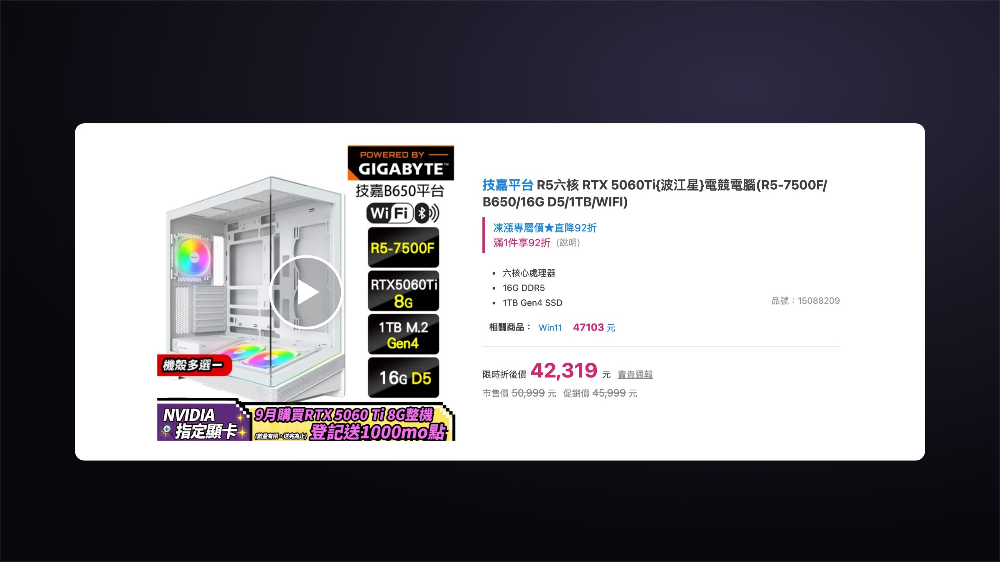 POWERED BY
GIGABYTE™
技嘉B650平台
WiFi
R5-7500F
RTX5060Ti
8G
1TB M.2
Gen4
16G D5
機殼多選一
NVIDIA
指定顯卡
9月購買RTX 5060 Ti 8G整機
(數量有限，送完為止) 登記送1000mo點
技嘉平台 R5六核 RTX 5060Ti{波江星}電競電腦(R5-7500F/
B650/16G D5/1TB/WIFI)
凍漲專屬價★直降92折
滿1件享92折 (說明)
• 六核心處理器
• 16G DDR5
• 1TB Gen4 SSD
品號：15088209
相關商品： Win11 47103 元
限時折後價 42,319 元 賣貴通報
市售價 50,999 元 促銷價 45,999 元